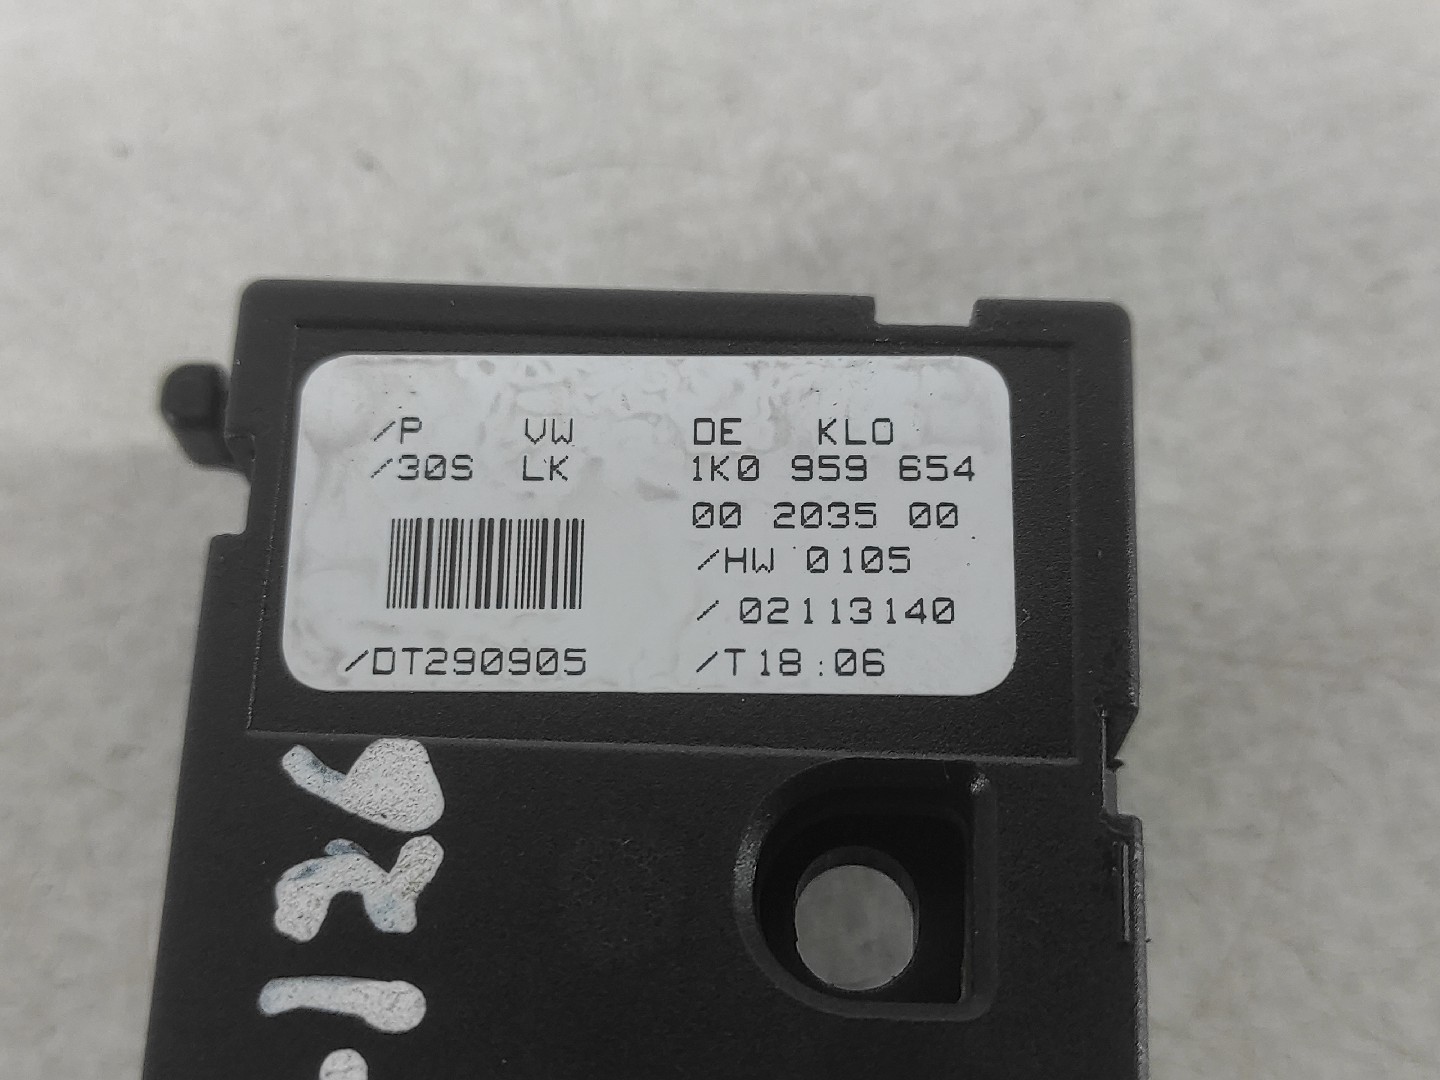 /P VW DE KLO
/30S LK 1K0 959 654
00 2035 00
/HW 0105
/ 02113140
/DT290905 /T18:06